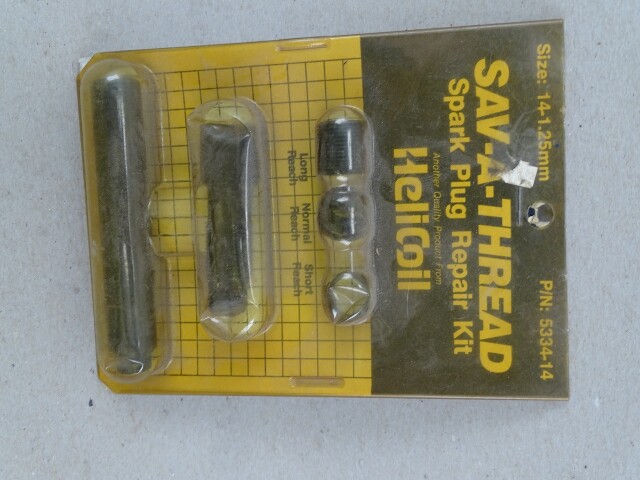 Size: 14-1.25mm P/N: 5334-14
SAV-A-THREAD
Spark Plug Repair Kit
Another Quality Product From
HeliCoil
Long Reach
Normal Reach
Short Reach